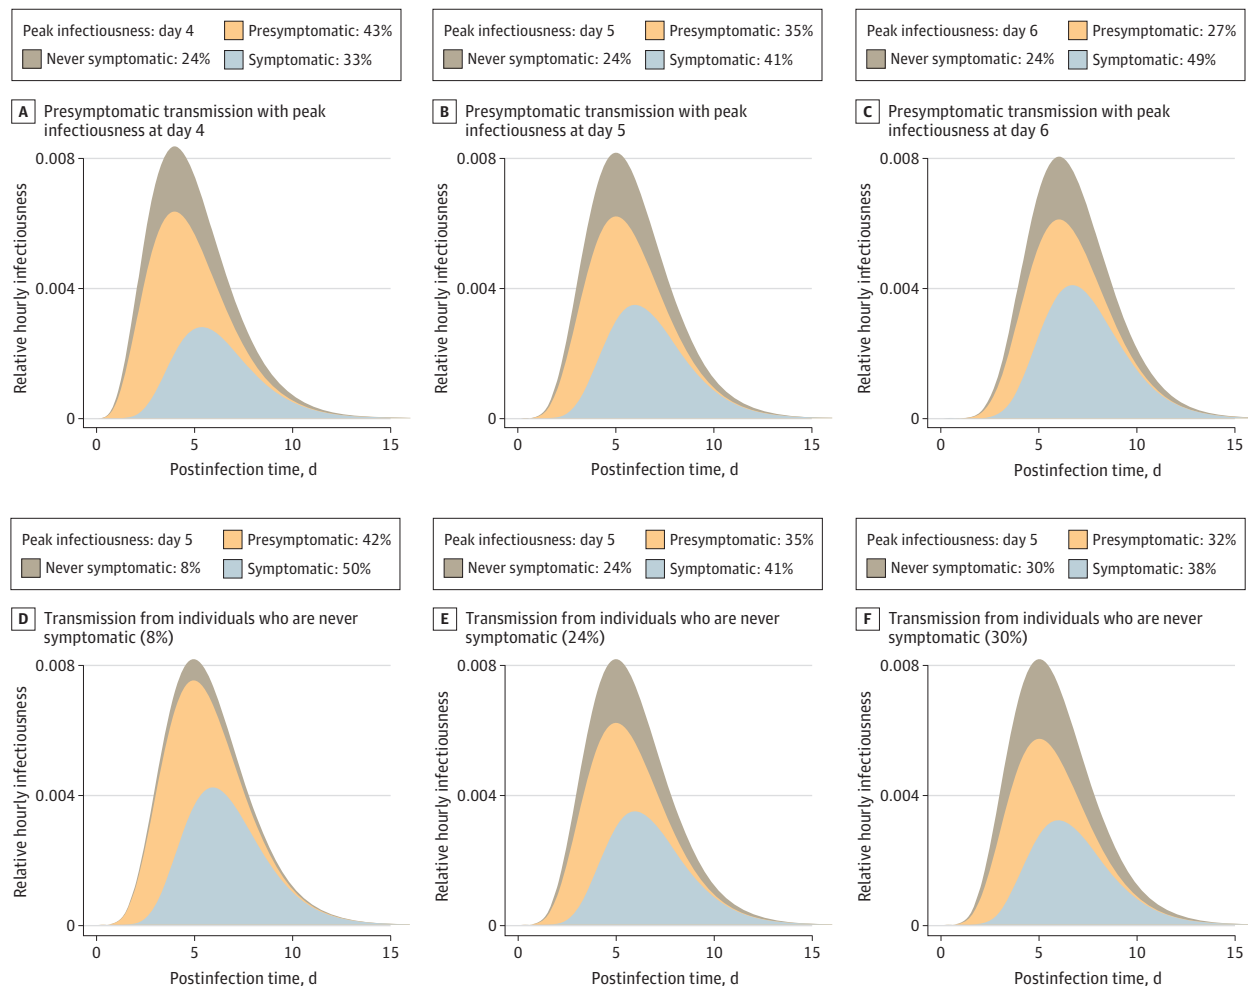 Peak infectiousness: day 4
Presymptomatic: 43%
Never symptomatic: 24%
Symptomatic: 33%
A
Presymptomatic transmission with peak
infectiousness at day 4
Relative hourly infectiousness
0.008
0.004
0
0 5 10 15
Postinfection time, d
Peak infectiousness: day 5
Presymptomatic: 35%
Never symptomatic: 24%
Symptomatic: 41%
B
Presymptomatic transmission with peak
infectiousness at day 5
Relative hourly infectiousness
0.008
0.004
0
0 5 10 15
Postinfection time, d
Peak infectiousness: day 6
Presymptomatic: 27%
Never symptomatic: 24%
Symptomatic: 49%
C
Presymptomatic transmission with peak
infectiousness at day 6
Relative hourly infectiousness
0.008
0.004
0
0 5 10 15
Postinfection time, d
Peak infectiousness: day 5
Presymptomatic: 42%
Never symptomatic: 8%
Symptomatic: 50%
D
Transmission from individuals who are never
symptomatic (8%)
Relative hourly infectiousness
0.008
0.004
0
0 5 10 15
Postinfection time, d
Peak infectiousness: day 5
Presymptomatic: 35%
Never symptomatic: 24%
Symptomatic: 41%
E
Transmission from individuals who are never
symptomatic (24%)
Relative hourly infectiousness
0.008
0.004
0
0 5 10 15
Postinfection time, d
Peak infectiousness: day 5
Presymptomatic: 32%
Never symptomatic: 30%
Symptomatic: 38%
F
Transmission from individuals who are never
symptomatic (30%)
Relative hourly infectiousness
0.008
0.004
0
0 5 10 15
Postinfection time, d